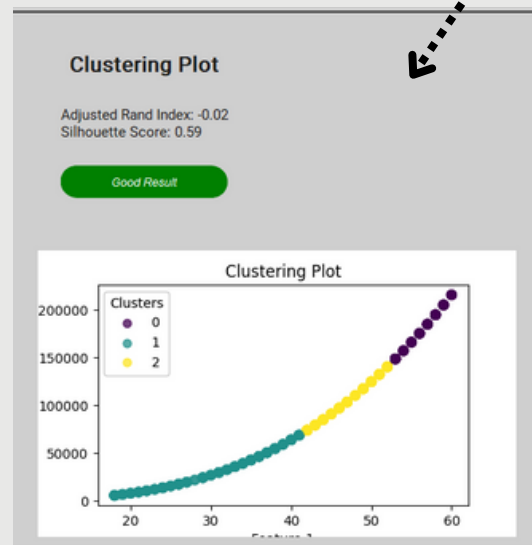 Clustering Plot
Adjusted Rand Index: -0.02
Silhouette Score: 0.59
Good Result
Clustering Plot
Clusters
0
1
2
200000
150000
100000
50000
0
20 30 40 50 60